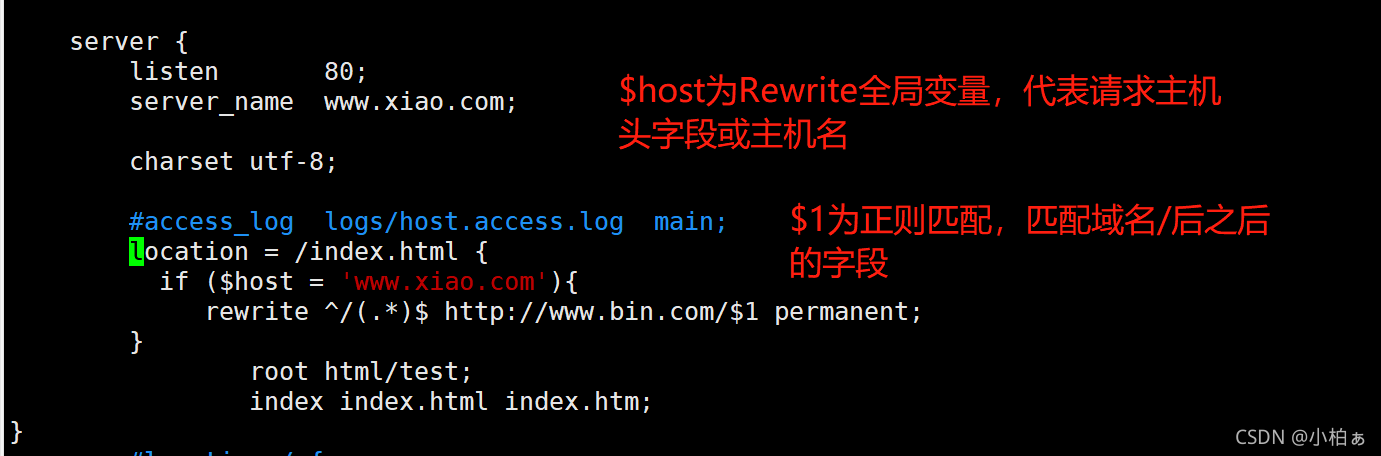 server {
listen 80;
server_name www.xiao.com;
$host为Rewrite全局变量，代表请求主机
头字段或主机名
charset utf-8;
#access_log logs/host.access.log main;
$1为正则匹配，匹配域名/后之后
的字段
location = /index.html {
if ($host = 'www.xiao.com'){
rewrite ^/(.*)$ http://www.bin.com/$1 permanent;
}
root html/test;
index index.html index.htm;
}
CSDN @小柏ぁ